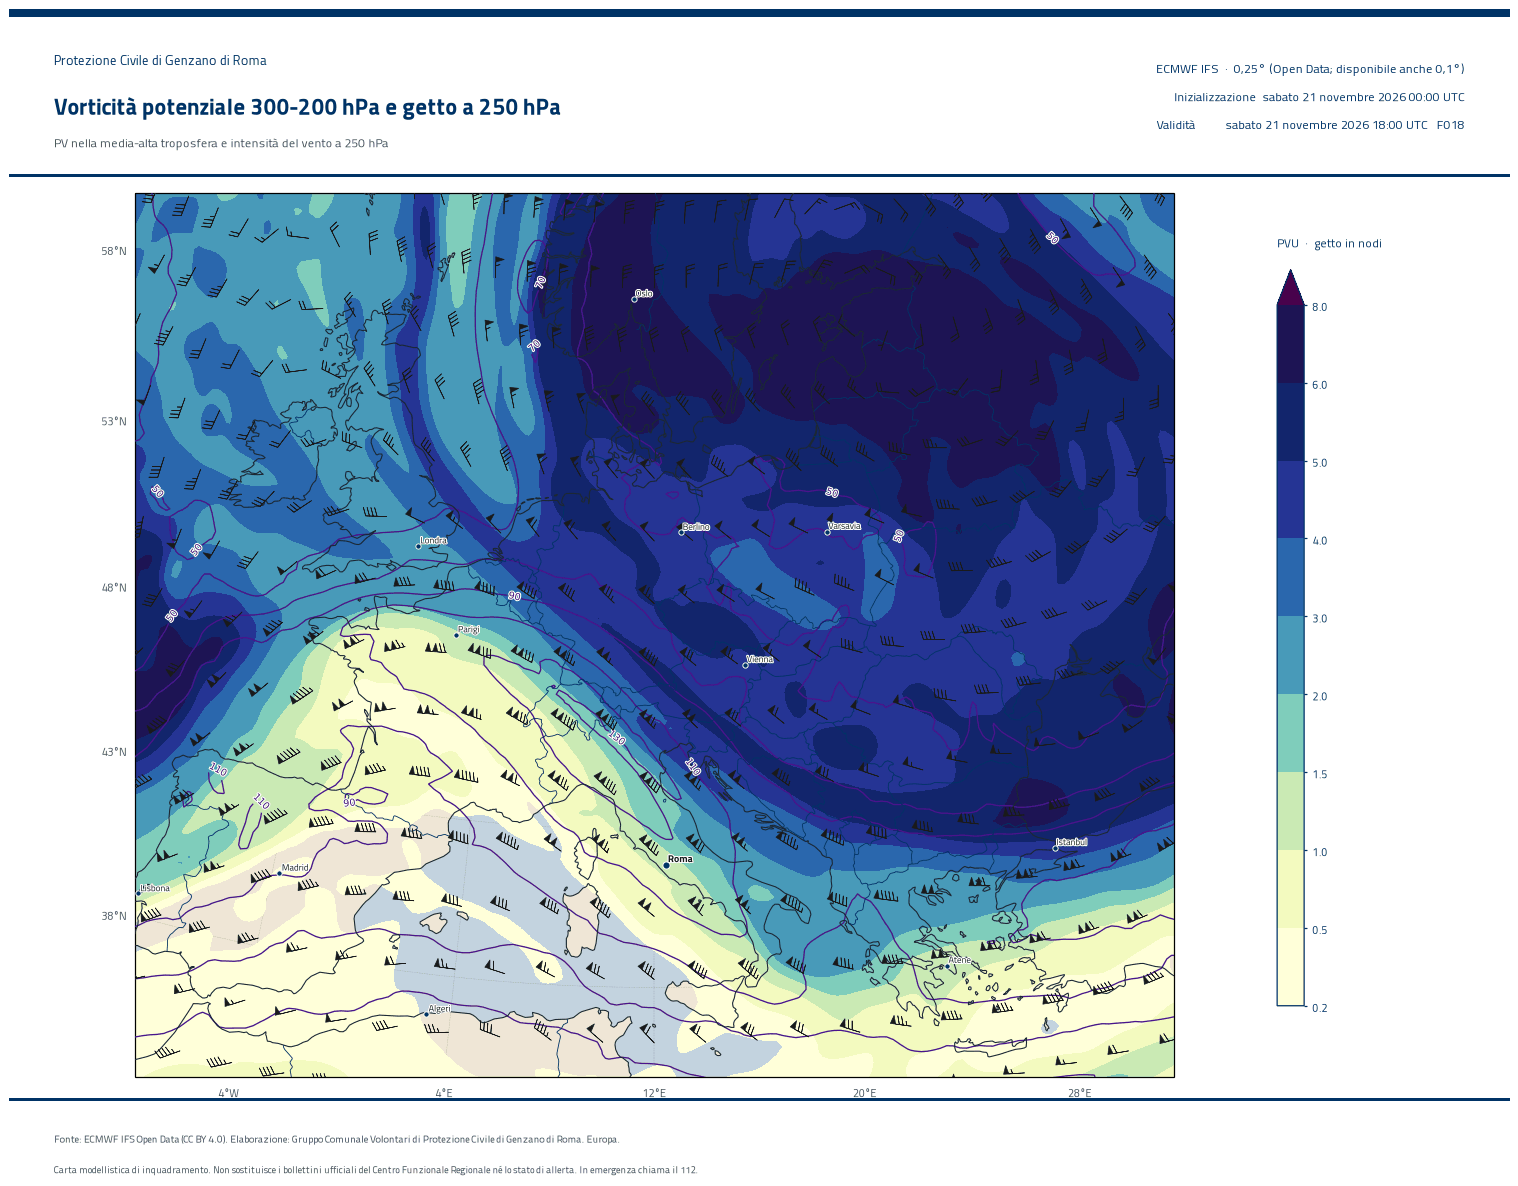 Protezione Civile di Genzano di Roma
Vorticità potenziale 300-200 hPa e getto a 250 hPa
PV nella media-alta troposfera e intensità del vento a 250 hPa
ECMWF IFS · 0,25° (Open Data; disponibile anche 0,1°)
Inizializzazione sabato 21 novembre 2026 00:00 UTC
Validità sabato 21 novembre 2026 18:00 UTC F018
PVU · getto in nodi
8.0
6.0
5.0
4.0
3.0
2.0
1.5
1.0
0.5
0.2
58°N
53°N
48°N
43°N
38°N
4°W
4°E
12°E
20°E
28°E
50
70
Oslo
70
50
50
50
50
Berlino
Varsavia
Londra
50
90
Parigi
Vienna
130
110
110
110
90
Istanbul
Roma
Madrid
Lisbona
Atene
Algeri
Fonte: ECMWF IFS Open Data (CC BY 4.0). Elaborazione: Gruppo Comunale Volontari di Protezione Civile di Genzano di Roma. Europa.
Carta modellistica di inquadramento. Non sostituisce i bollettini ufficiali del Centro Funzionale Regionale né lo stato di allerta. In emergenza chiama il 112.